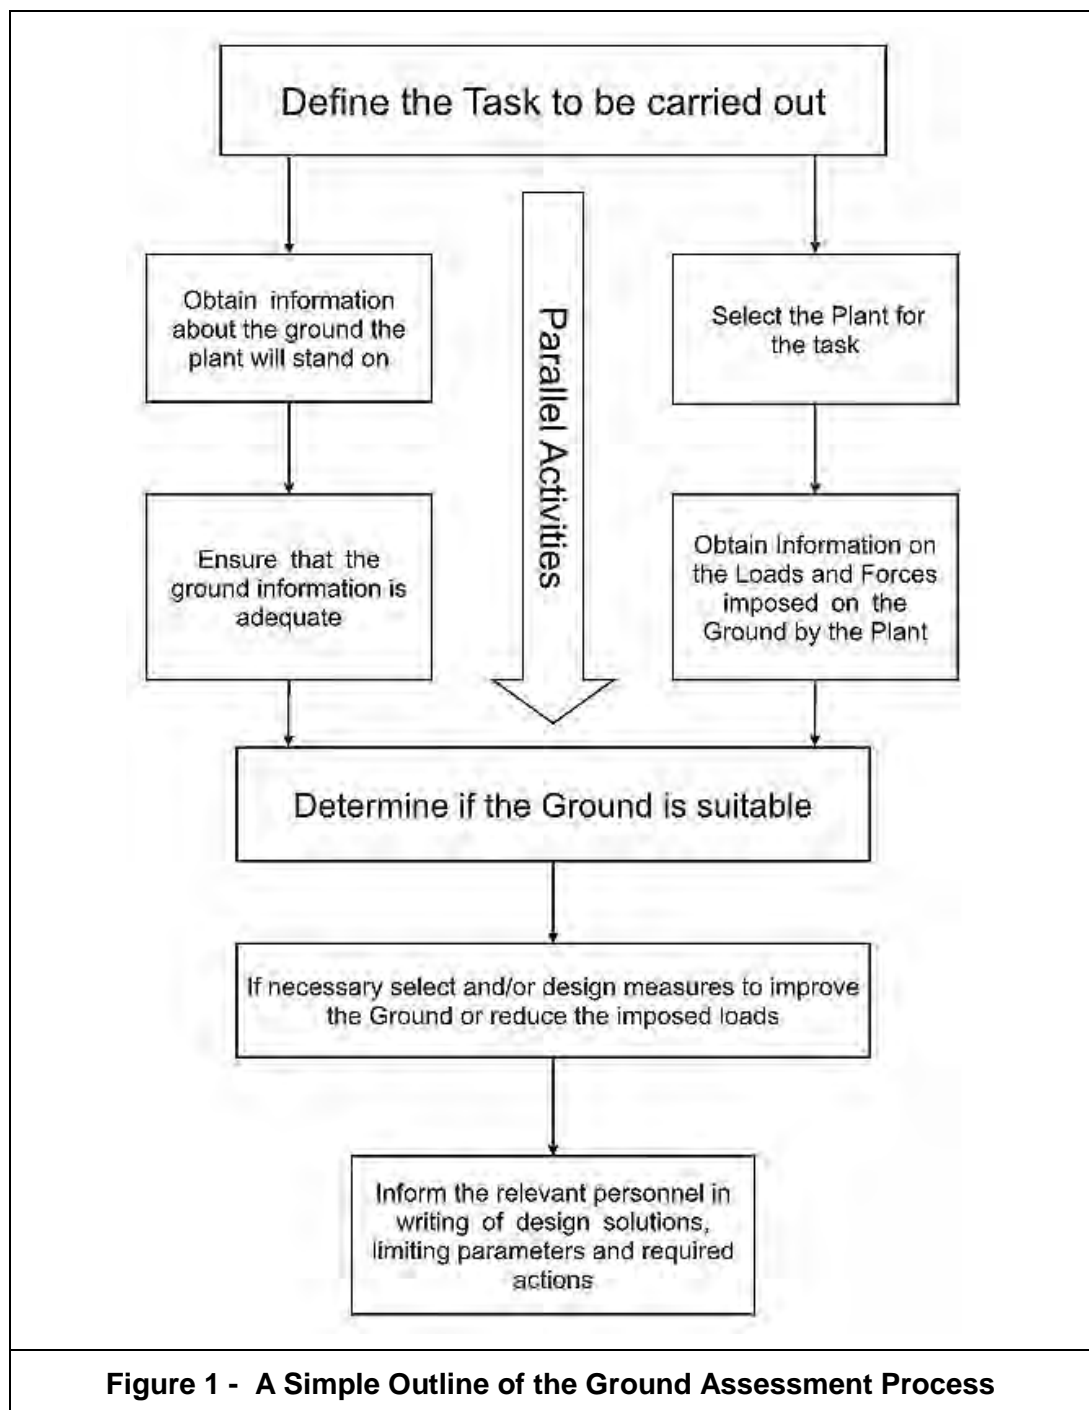 Define the Task to be carried out
Obtain information
about the ground the
plant will stand on
Select the Plant for
the task
Parallel Activities
Ensure that the
ground information is
adequate
Obtain Information on
the Loads and Forces
imposed on the
Ground by the Plant
Determine if the Ground is suitable
If necessary select and/or design measures to improve
the Ground or reduce the imposed loads
Inform the relevant personnel in
writing of design solutions,
limiting parameters and required
actions
Figure 1 - A Simple Outline of the Ground Assessment Process